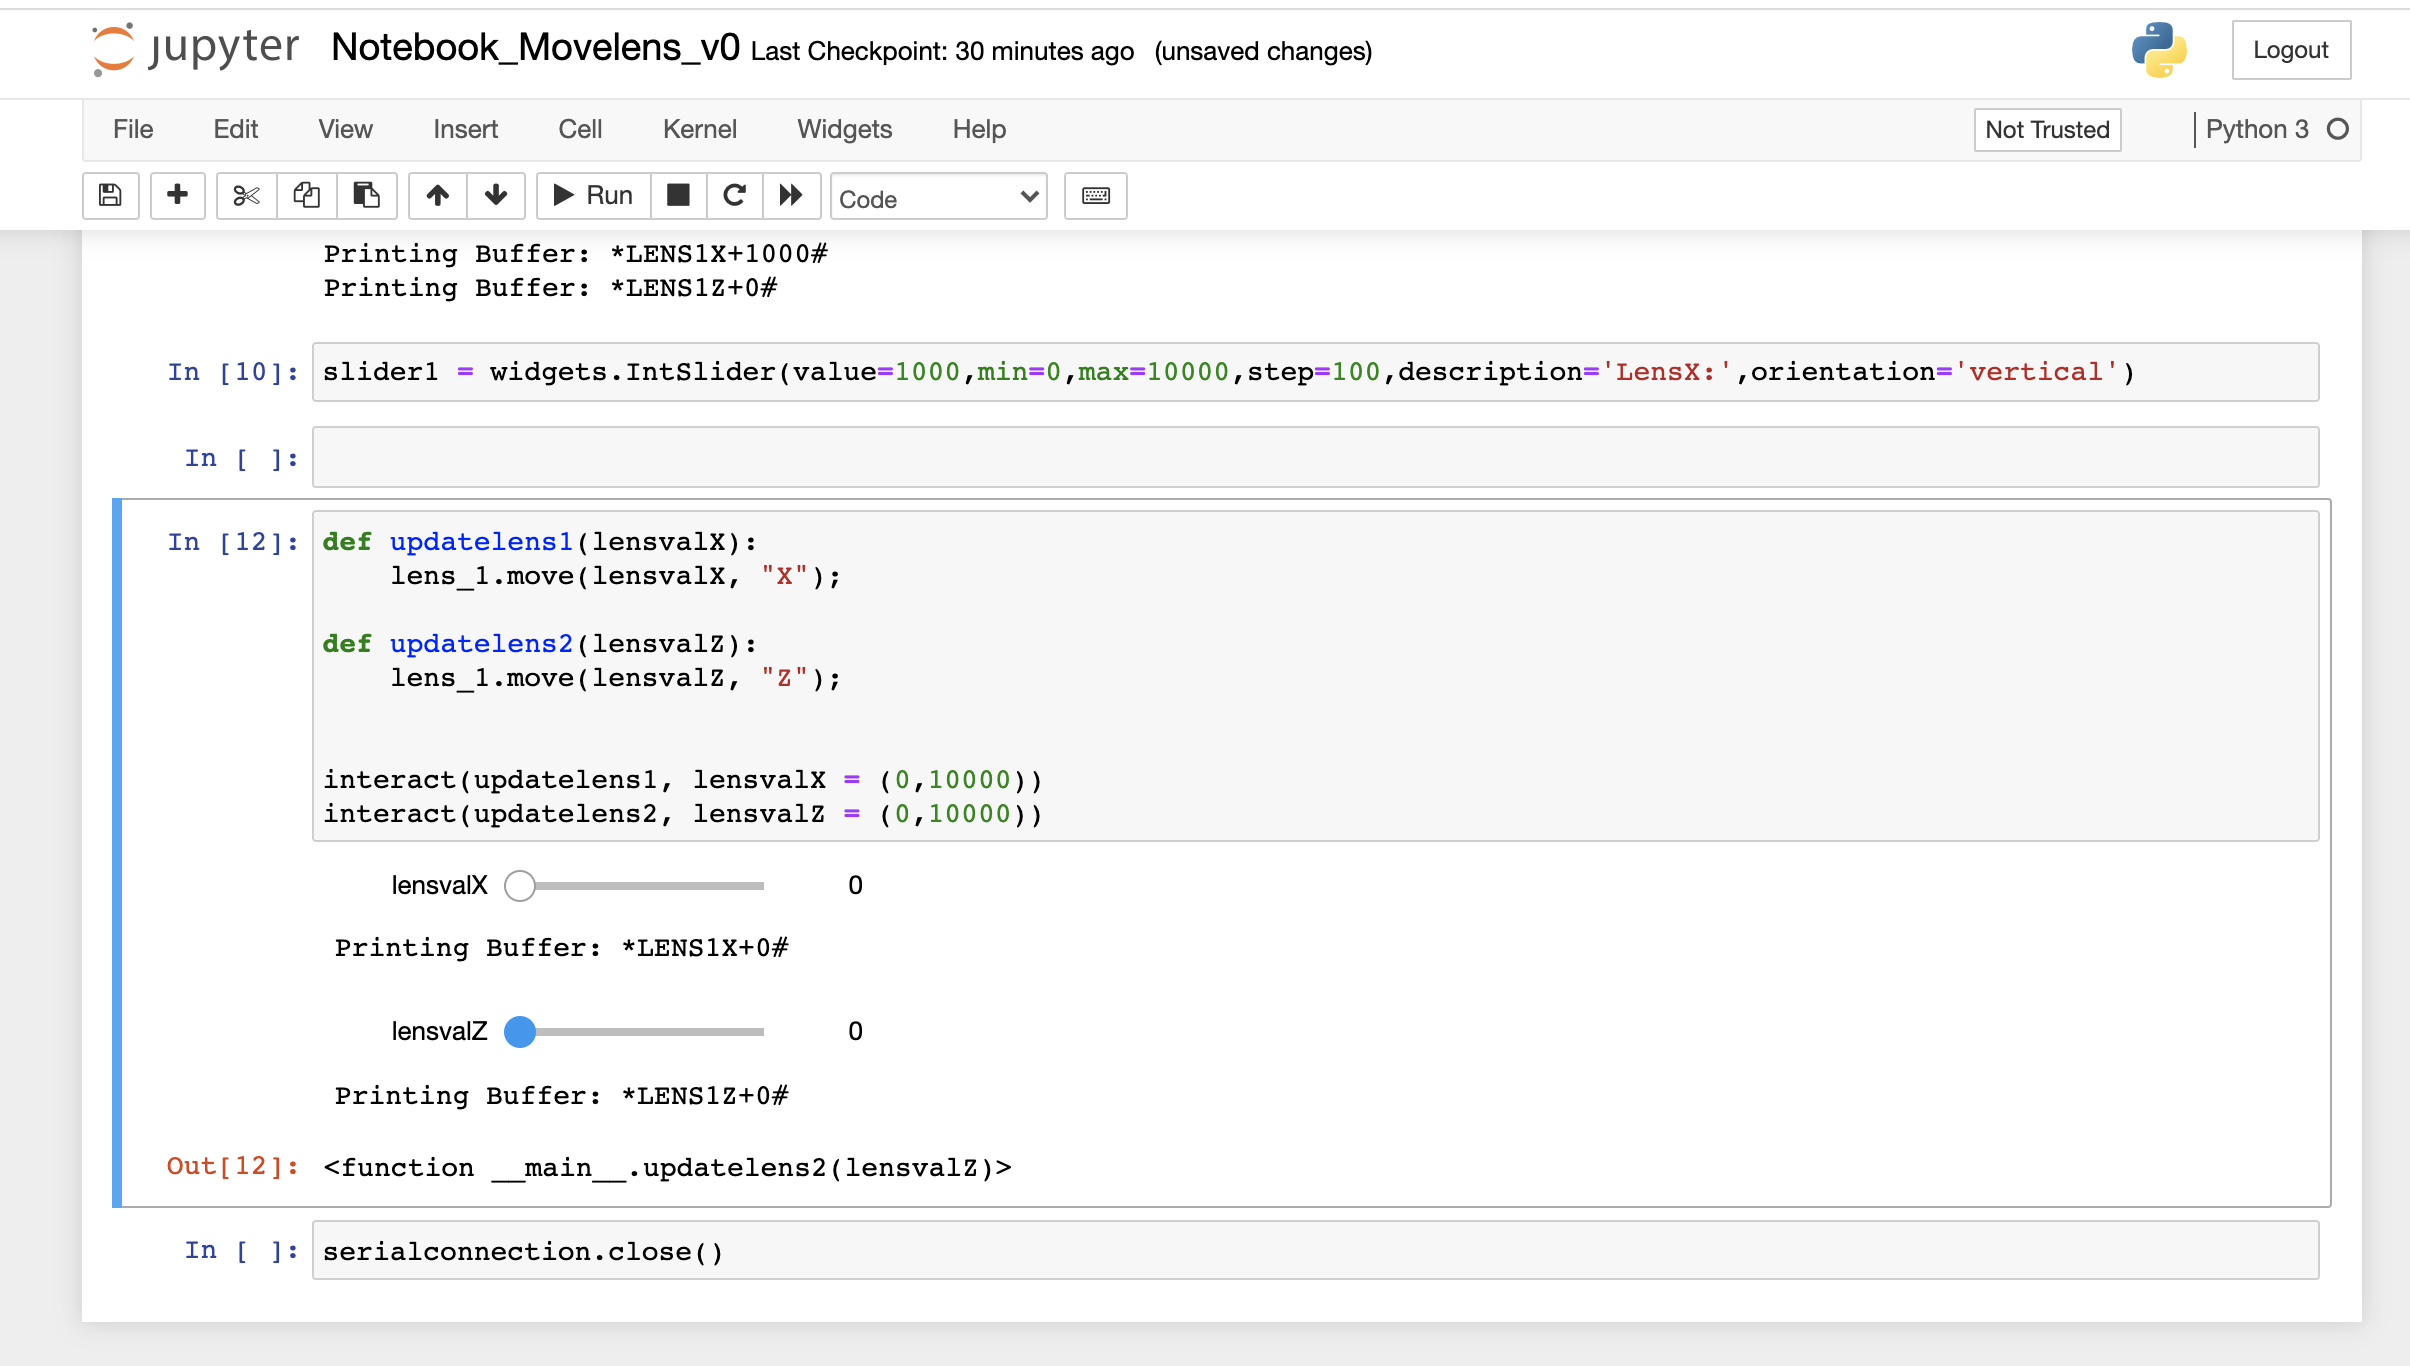 jupyter Notebook_Movelens_v0 Last Checkpoint: 30 minutes ago (unsaved changes) Logout
File Edit View Insert Cell Kernel Widgets Help Not Trusted Python 3
Run Code
Printing Buffer: *LENS1X+1000#
Printing Buffer: *LENS1Z+0#
In [10]: slider1 = widgets.IntSlider(value=1000,min=0,max=10000,step=100,description='LensX:',orientation='vertical')
In [ ]:
In [12]: def updatelens1(lensvalX):
    lens_1.move(lensvalX, "X");
def updatelens2(lensvalZ):
    lens_1.move(lensvalZ, "Z");
interact(updatelens1, lensvalX = (0,10000))
interact(updatelens2, lensvalZ = (0,10000))
lensvalX 0
Printing Buffer: *LENS1X+0#
lensvalZ 0
Printing Buffer: *LENS1Z+0#
Out[12]: <function __main__.updatelens2(lensvalZ)>
In [ ]: serialconnection.close()